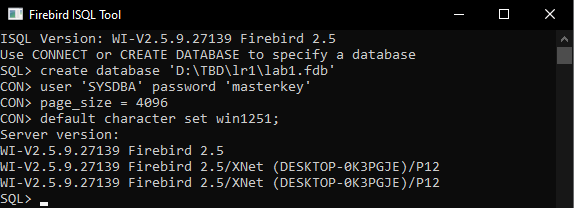 Firebird ISQL Tool
ISQL Version: WI-V2.5.9.27139 Firebird 2.5
Use CONNECT or CREATE DATABASE to specify a database
SQL> create database 'D:\TBD\lr1\lab1.fdb'
CON> user 'SYSDBA' password 'masterkey'
CON> page_size = 4096
CON> default character set win1251;
Server version:
WI-V2.5.9.27139 Firebird 2.5
WI-V2.5.9.27139 Firebird 2.5/XNet (DESKTOP-0K3PGJE)/P12
WI-V2.5.9.27139 Firebird 2.5/XNet (DESKTOP-0K3PGJE)/P12
SQL>